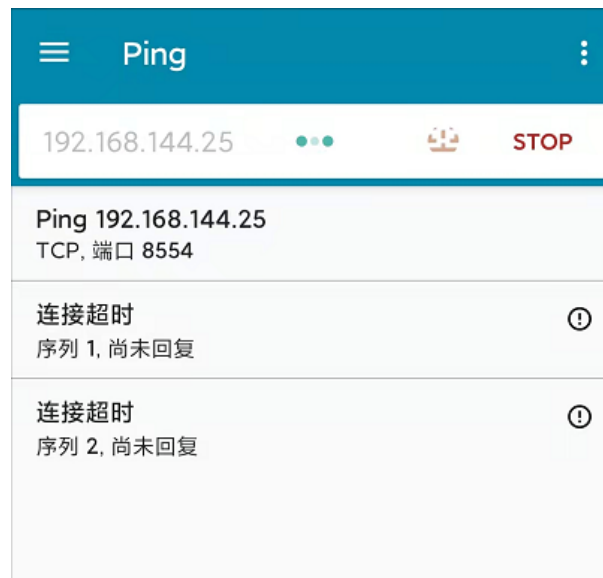 Ping
192.168.144.25
STOP
Ping 192.168.144.25
TCP, 端口 8554
连接超时
序列 1, 尚未回复
连接超时
序列 2, 尚未回复